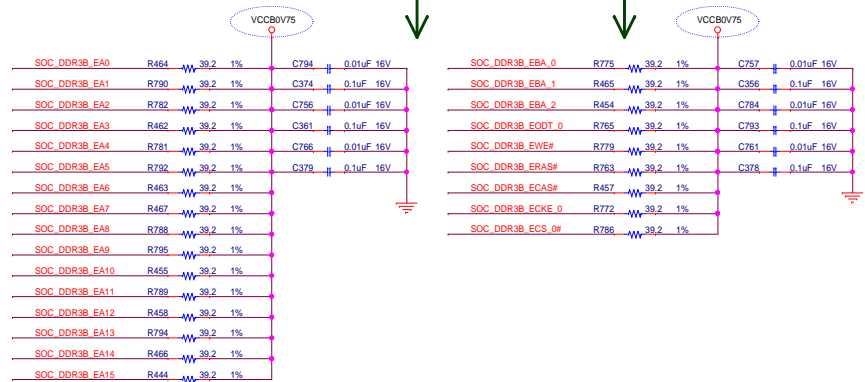 VCCB0V75 VCCB0V75
SOC_DDR3B_EA0 R464 39.2 1% C794 0.01uF 16V SOC_DDR3B_EBA_0 R775 39.2 1% C757 0.01uF 16V
SOC_DDR3B_EA1 R790 39.2 1% C374 0.1uF 16V SOC_DDR3B_EBA_1 R465 39.2 1% C356 0.1uF 16V
SOC_DDR3B_EA2 R782 39.2 1% C756 0.01uF 16V SOC_DDR3B_EBA_2 R454 39.2 1% C784 0.01uF 16V
SOC_DDR3B_EA3 R462 39.2 1% C361 0.1uF 16V SOC_DDR3B_EODT_0 R765 39.2 1% C793 0.1uF 16V
SOC_DDR3B_EA4 R781 39.2 1% C766 0.01uF 16V SOC_DDR3B_EWE# R779 39.2 1% C761 0.01uF 16V
SOC_DDR3B_EA5 R792 39.2 1% C379 0.1uF 16V SOC_DDR3B_ERAS# R763 39.2 1% C378 0.1uF 16V
SOC_DDR3B_EA6 R463 39.2 1% SOC_DDR3B_ECAS# R457 39.2 1%
SOC_DDR3B_EA7 R467 39.2 1% SOC_DDR3B_ECKE_0 R772 39.2 1%
SOC_DDR3B_EA8 R788 39.2 1% SOC_DDR3B_ECS_0# R786 39.2 1%
SOC_DDR3B_EA9 R795 39.2 1%
SOC_DDR3B_EA10 R455 39.2 1%
SOC_DDR3B_EA11 R789 39.2 1%
SOC_DDR3B_EA12 R458 39.2 1%
SOC_DDR3B_EA13 R794 39.2 1%
SOC_DDR3B_EA14 R466 39.2 1%
SOC_DDR3B_EA15 R444 39.2 1%